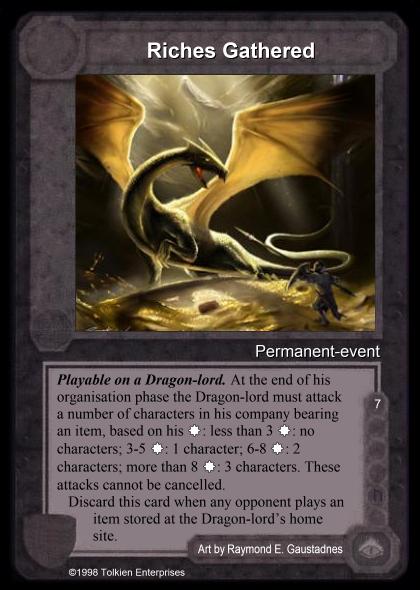 Riches Gathered
Permanent-event
Playable on a Dragon-lord. At the end of his
organisation phase the Dragon-lord must attack
a number of characters in his company bearing
an item, based on his : less than 3 : no
characters; 3-5 : 1 character; 6-8 : 2
characters; more than 8 : 3 characters. These
attacks cannot be cancelled.
Discard this card when any opponent plays an
item stored at the Dragon-lord's home
site.
7
Art by Raymond E. Gaustadnes
©1998 Tolkien Enterprises